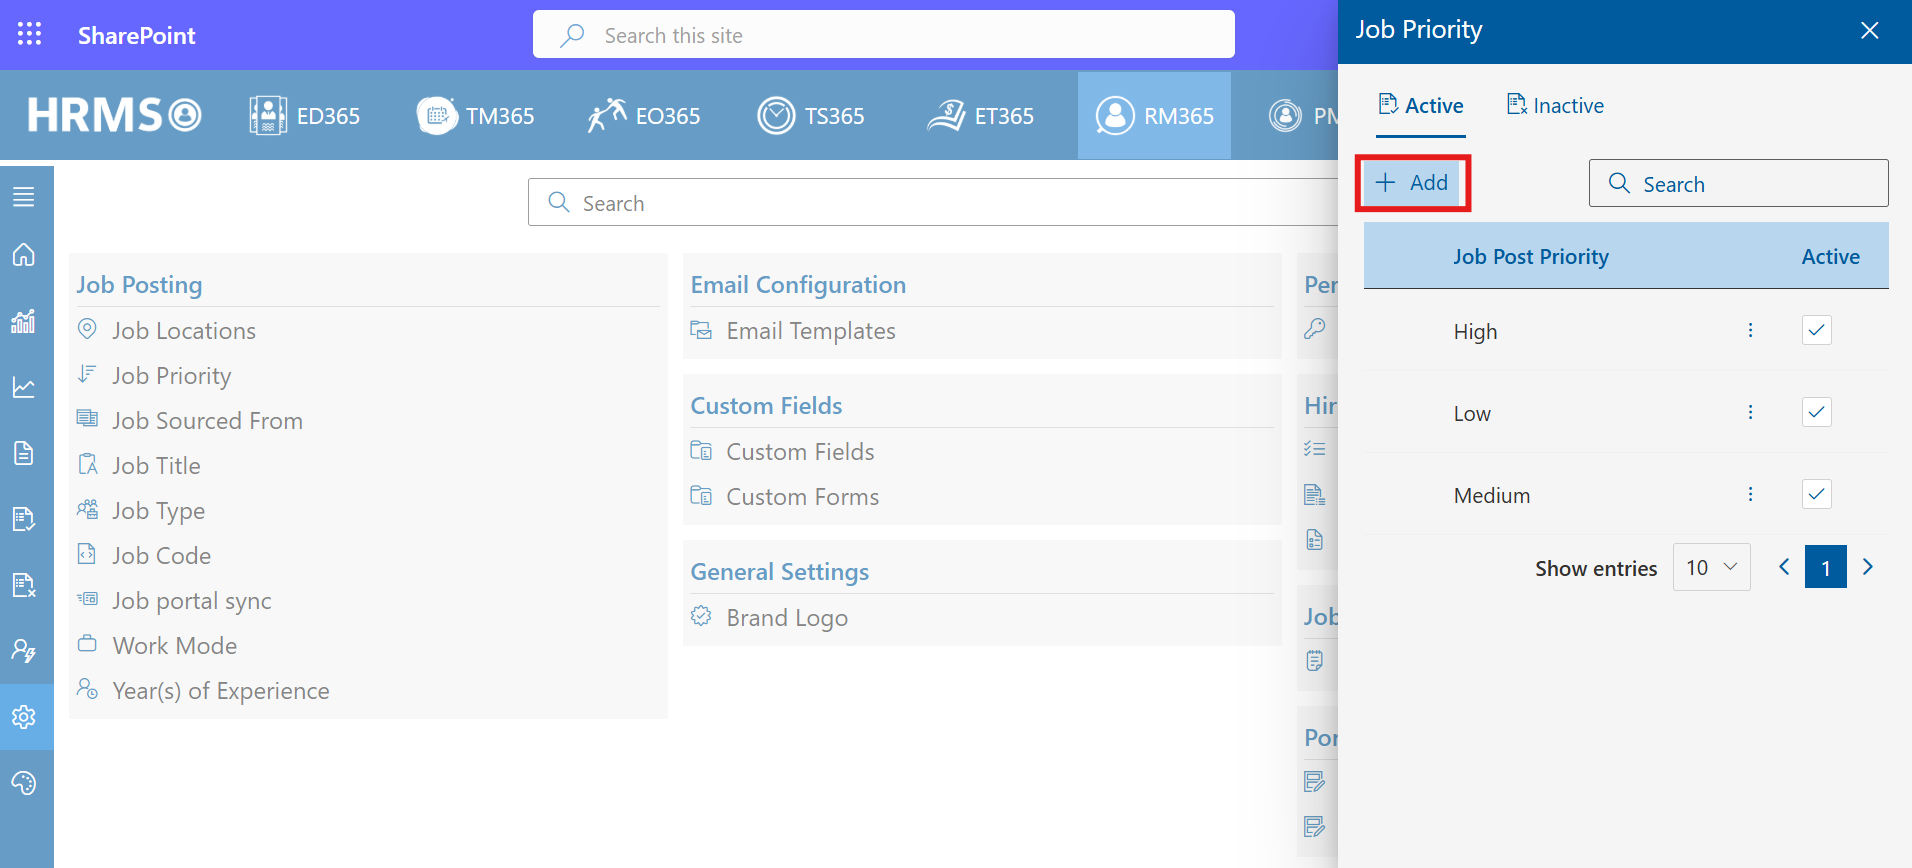 SharePoint
Search this site
HRMS
ED365
TM365
EO365
TS365
ET365
RM365
PM
Search
Job Posting
Job Locations
Job Priority
Job Sourced From
Job Title
Job Type
Job Code
Job portal sync
Work Mode
Year(s) of Experience
Email Configuration
Email Templates
Custom Fields
Custom Fields
Custom Forms
General Settings
Brand Logo
Per
Hir
Job
Por
Job Priority
Active
Inactive
Add
Search
Job Post Priority Active
High
Low
Medium
Show entries 10 1